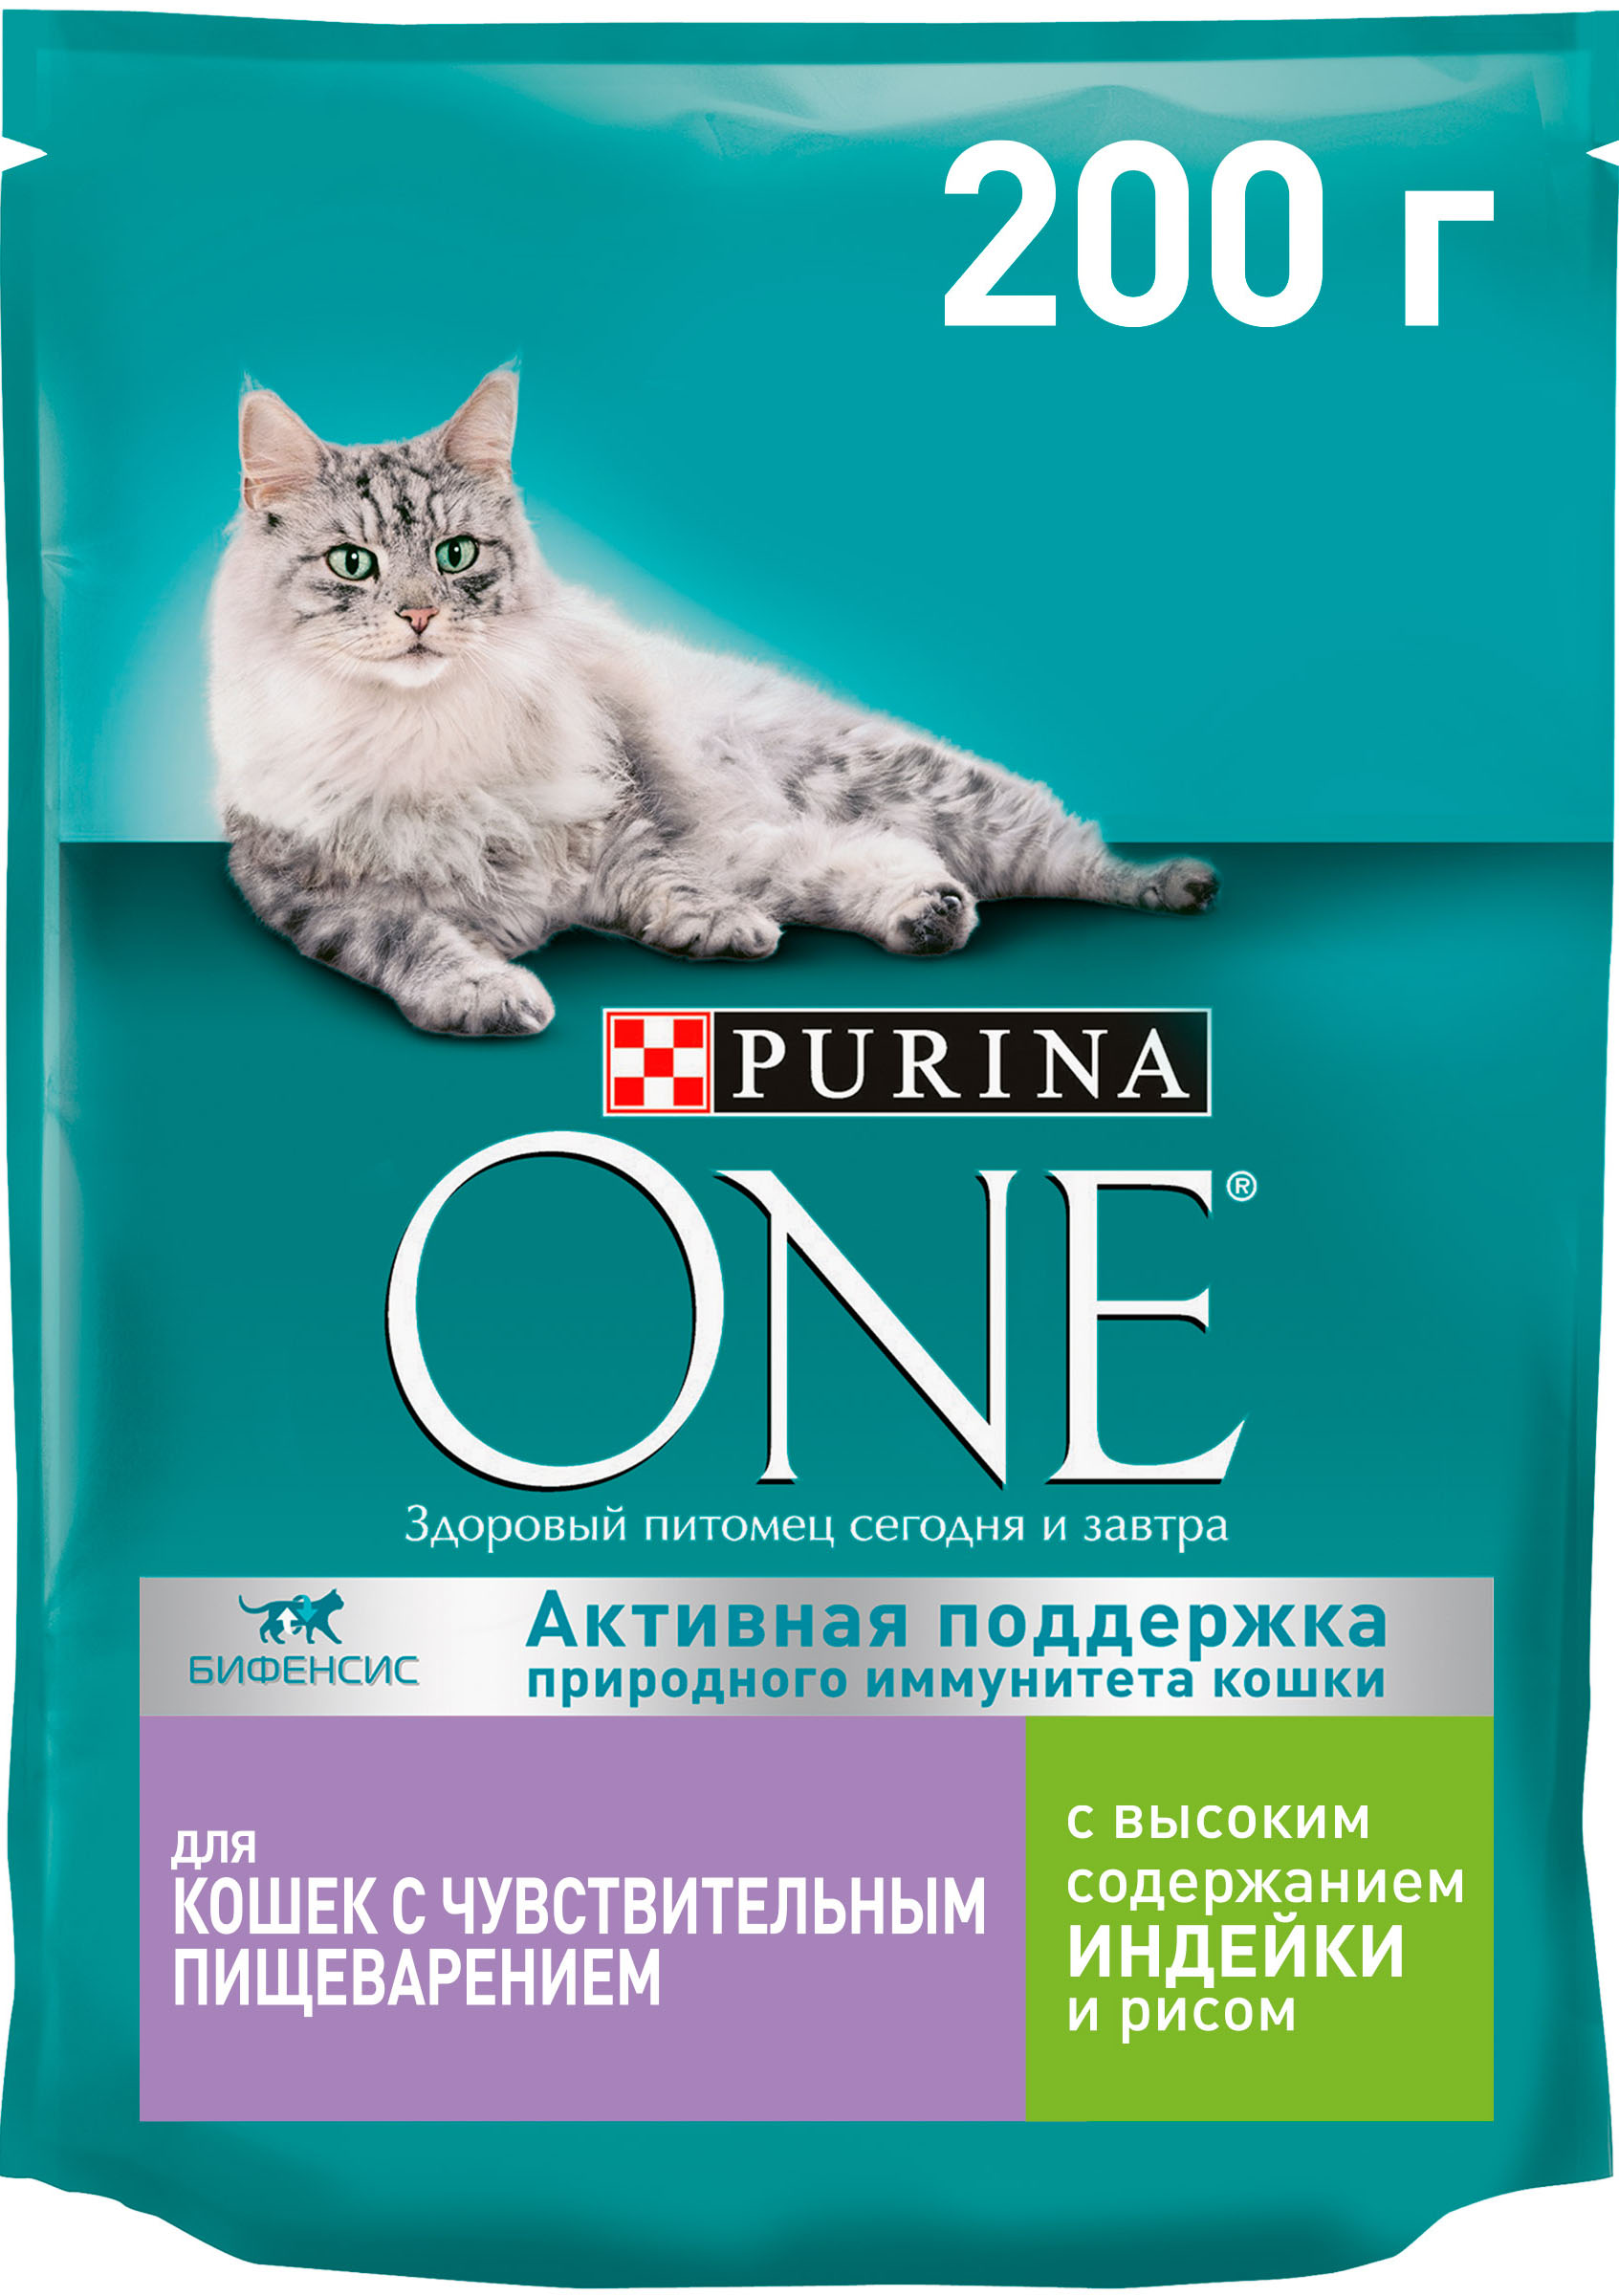 200 г
PURINA
ONE®
Здоровый питомец сегодня и завтра
БИФЕНСИС
Активная поддержка
природного иммунитета кошки
для
КОШЕК С ЧУВСТВИТЕЛЬНЫМ
ПИЩЕВАРЕНИЕМ
с высоким
содержанием
ИНДЕЙКИ
и рисом